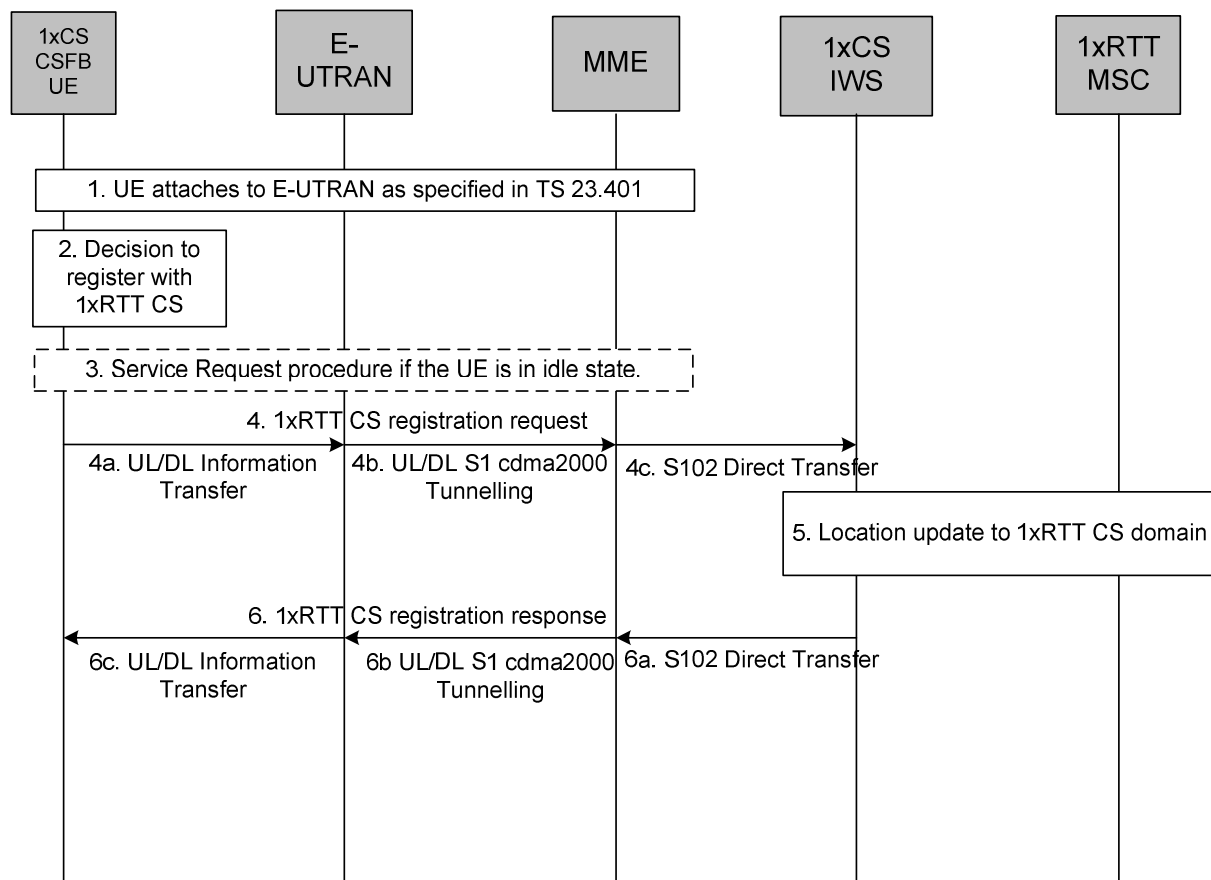 1xCS
CSFB
UE
E-
UTRAN
MME
1xCS
IWS
1xRTT
MSC
1. UE attaches to E-UTRAN as specified in TS 23.401
2. Decision to
register with
1xRTT CS
3. Service Request procedure if the UE is in idle state.
4. 1xRTT CS registration request
4a. UL/DL Information
Transfer
4b. UL/DL S1 cdma2000
Tunnelling
4c. S102 Direct Transfer
5. Location update to 1xRTT CS domain
6. 1xRTT CS registration response
6c. UL/DL Information
Transfer
6b UL/DL S1 cdma2000
Tunnelling
6a. S102 Direct Transfer